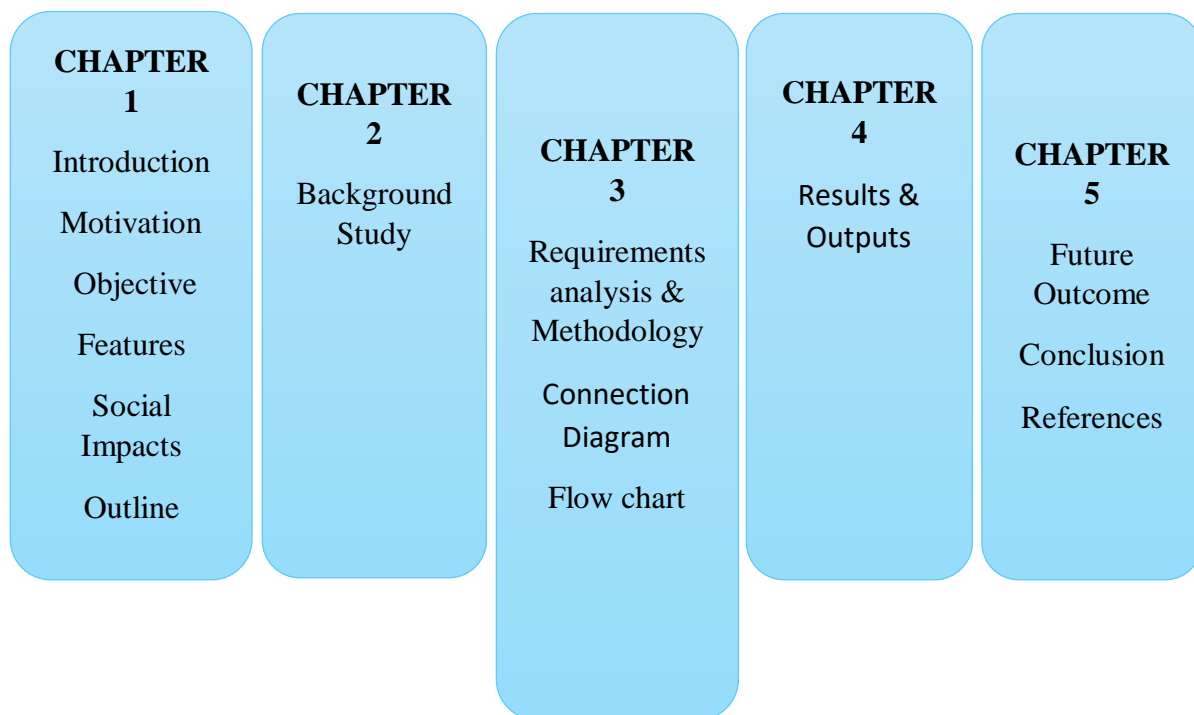 CHAPTER
1
Introduction
Motivation
Objective
Features
Social
Impacts
Outline
CHAPTER
2
Background
Study
CHAPTER
3
Requirements
analysis &
Methodology
Connection
Diagram
Flow chart
CHAPTER
4
Results &
Outputs
CHAPTER
5
Future
Outcome
Conclusion
References